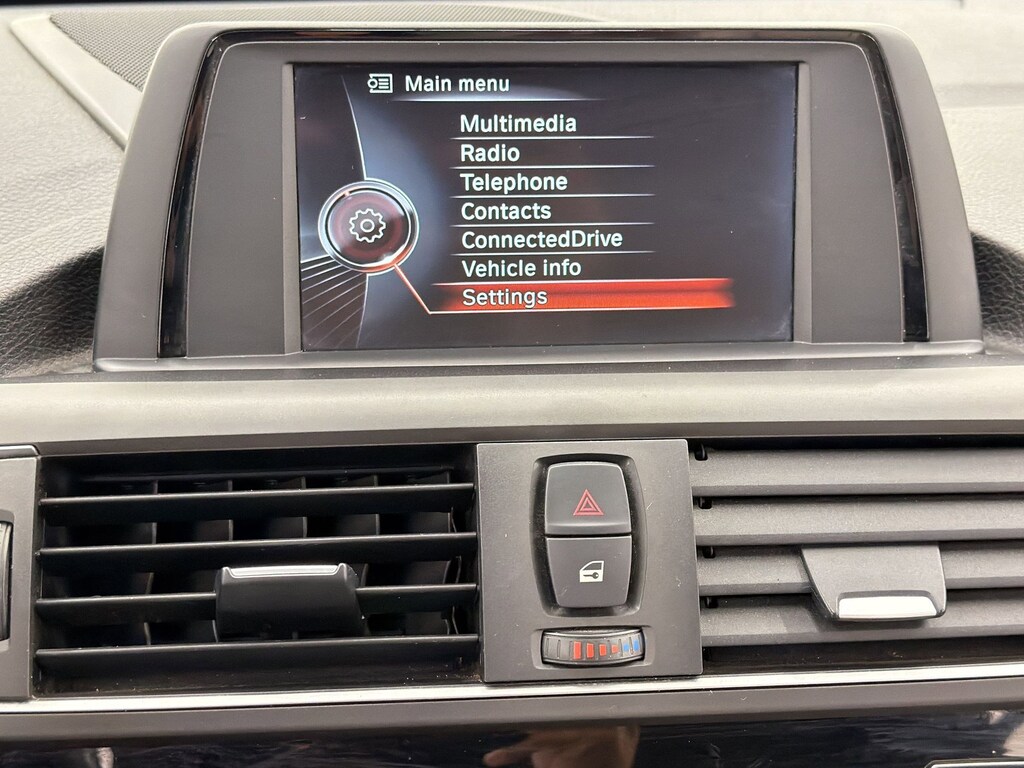 Main menu
Multimedia
Radio
Telephone
Contacts
ConnectedDrive
Vehicle info
Settings